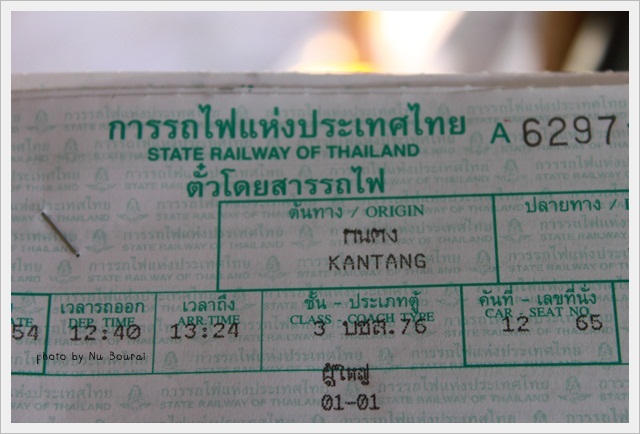 การรถไฟแห่งประเทศไทย A 6297
STATE RAILWAY OF THAILAND
ตั๋วโดยสารรถไฟ
ต้นทาง / ORIGIN ปลายทาง /
กันตัง
KANTANG
เวลารถออก เวลาถึง ชั้น - ประเภทตู้ คันที่ - เลขที่นั่ง
DEP. TIME ARR. TIME CLASS - COACH TYPE CAR - SEAT NO.
54 12:40 13:24 3 บชส.76 12 65
photo by Nu Bourai
ผู้ใหญ่
01-01